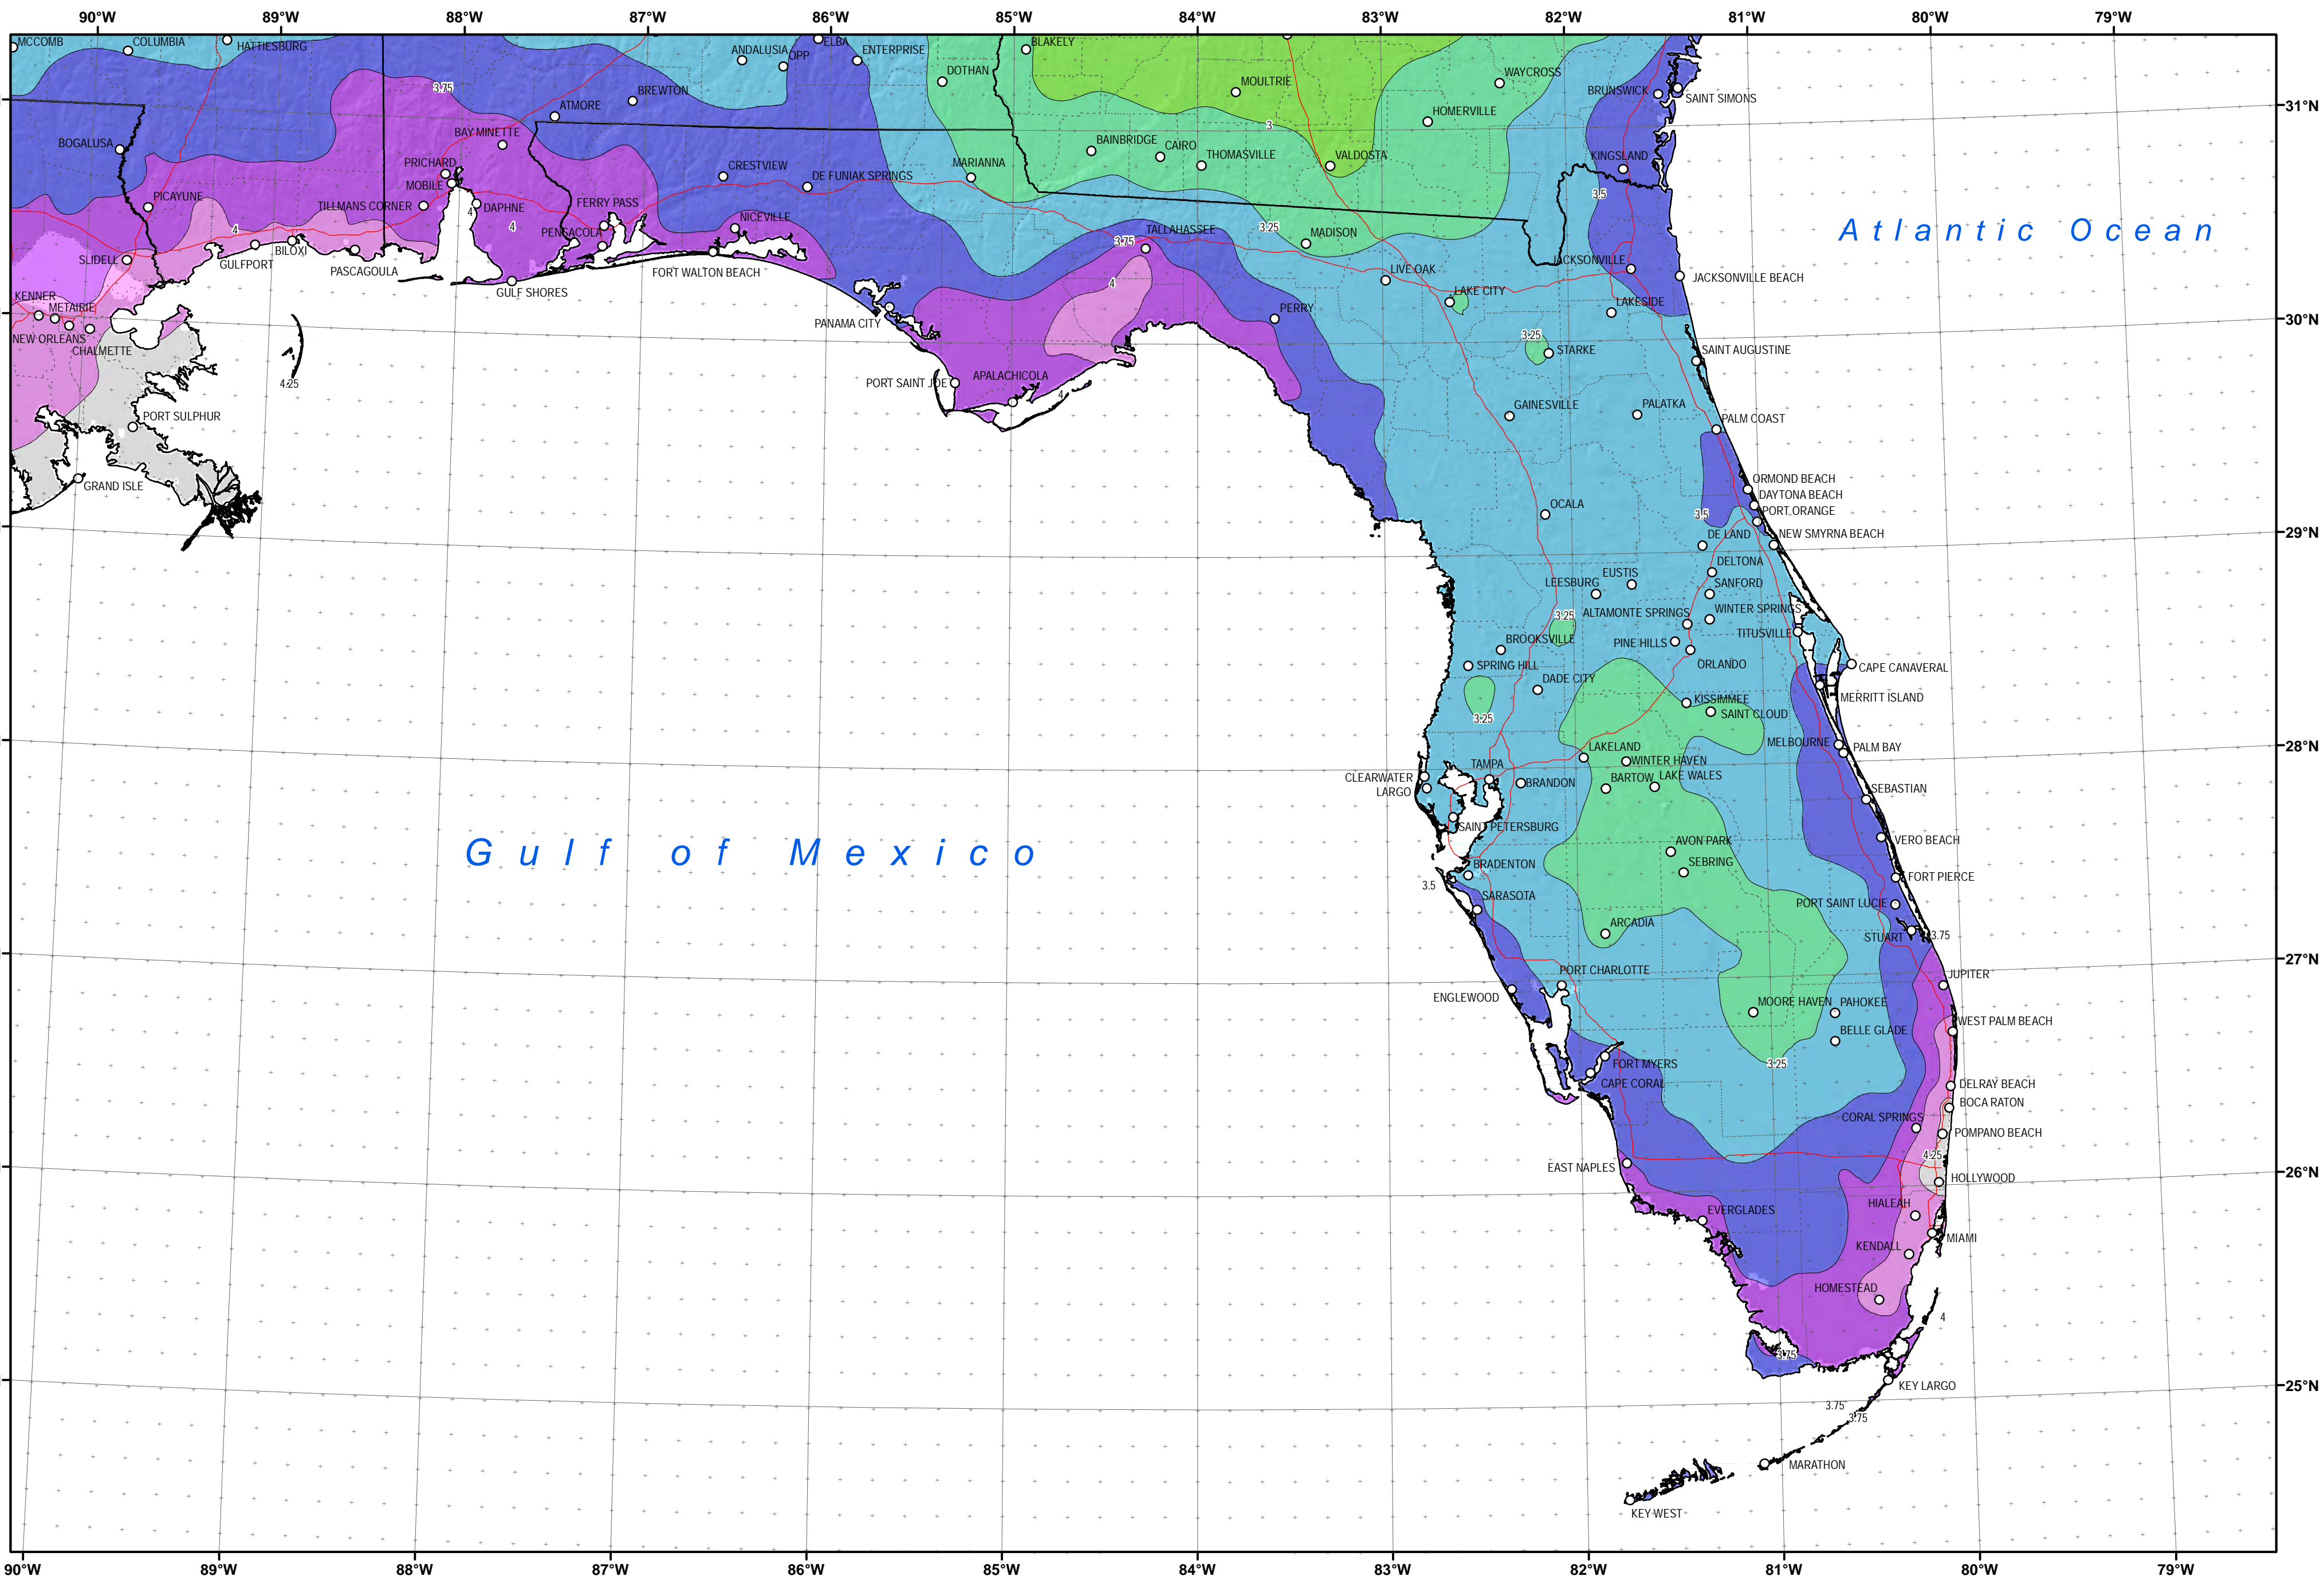 90°W 89°W 88°W 87°W 86°W 85°W 84°W 83°W 82°W 81°W 80°W 79°W
MCCOMB
COLUMBIA
HATTIESBURG
ANDALUSIA
OPP
ELBA
ENTERPRISE
BLAKELY
DOTHAN
MOULTRIE
WAYCROSS
3.75
BREWTON
ATMORE
BRUNSWICK
SAINT SIMONS
31°N
HOMERVILLE
3
BOGALUSA
BAY MINETTE
BAINBRIDGE
CAIRO
THOMASVILLE
VALDOSTA
KINGSLAND
PRICHARD
MOBILE
CRESTVIEW
DE FUNIAK SPRINGS
MARIANNA
3.5
PICAYUNE
TILLMANS CORNER
4
DAPHNE
FERRY PASS
NICEVILLE
4
4
PENSACOLA
TALLAHASSEE
3.25
MADISON
Atlantic Ocean
3.75
SLIDELL
GULFPORT
BILOXI
PASCAGOULA
FORT WALTON BEACH
GULF SHORES
4
LIVE OAK
JACKSONVILLE
JACKSONVILLE BEACH
LAKE CITY
LAKESIDE
KENNER
METAIRIE
NEW ORLEANS
CHALMETTE
PANAMA CITY
PERRY
30°N
3.25
STARKE
SAINT AUGUSTINE
4.25
PORT SAINT JOE
APALACHICOLA
4
PORT SULPHUR
GAINESVILLE
PALATKA
PALM COAST
GRAND ISLE
ORMOND BEACH
DAYTONA BEACH
OCALA
3.5
PORT ORANGE
DE LAND
NEW SMYRNA BEACH
29°N
DELTONA
EUSTIS
LEESBURG
SANFORD
3.25
ALTAMONTE SPRINGS
WINTER SPRINGS
BROOKSVILLE
PINE HILLS
TITUSVILLE
SPRING HILL
ORLANDO
CAPE CANAVERAL
DADE CITY
KISSIMMEE
MERRITT ISLAND
3.25
SAINT CLOUD
LAKELAND
MELBOURNE
PALM BAY
28°N
TAMPA
WINTER HAVEN
CLEARWATER
BRANDON
BARTOW
LAKE WALES
LARGO
SEBASTIAN
SAINT PETERSBURG
Gulf of Mexico
AVON PARK
VERO BEACH
BRADENTON
SEBRING
3.5
FORT PIERCE
SARASOTA
PORT SAINT LUCIE
ARCADIA
STUART
3.75
27°N
PORT CHARLOTTE
JUPITER
ENGLEWOOD
MOORE HAVEN
PAHOKEE
WEST PALM BEACH
BELLE GLADE
FORT MYERS
3.25
CAPE CORAL
DELRAY BEACH
BOCA RATON
CORAL SPRINGS
POMPANO BEACH
4.25
EAST NAPLES
26°N
HOLLYWOOD
HIALEAH
EVERGLADES
MIAMI
KENDALL
HOMESTEAD
4
3.75
KEY LARGO
25°N
3.75
3.75
MARATHON
KEY WEST
90°W 89°W 88°W 87°W 86°W 85°W 84°W 83°W 82°W 81°W 80°W 79°W